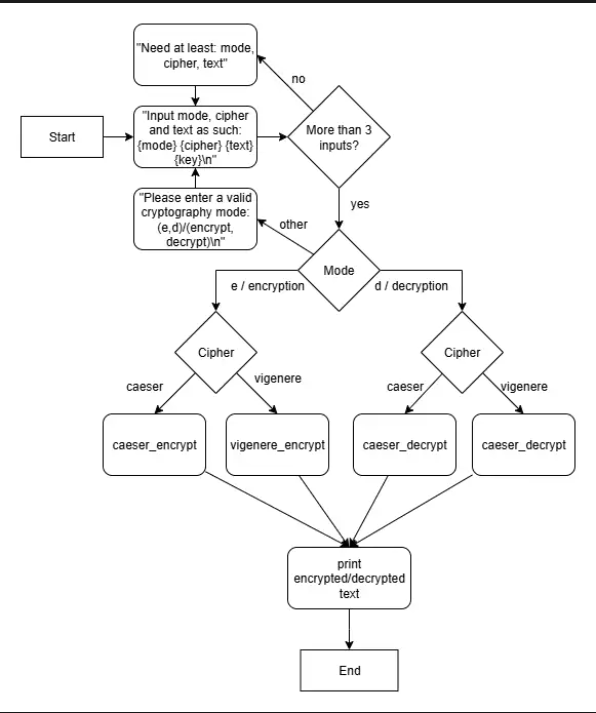 "Need at least: mode,
cipher, text"
no
Start
"Input mode, cipher
and text as such:
{mode} {cipher} {text}
{key}\n"
More than 3
inputs?
"Please enter a valid
cryptography mode:
(e,d)/(encrypt,
decrypt)\n"
yes
other
Mode
e / encryption
d / decryption
Cipher
Cipher
caeser
vigenere
caeser
vigenere
caeser_encrypt
vigenere_encrypt
caeser_decrypt
caeser_decrypt
print
encrypted/decrypted
text
End